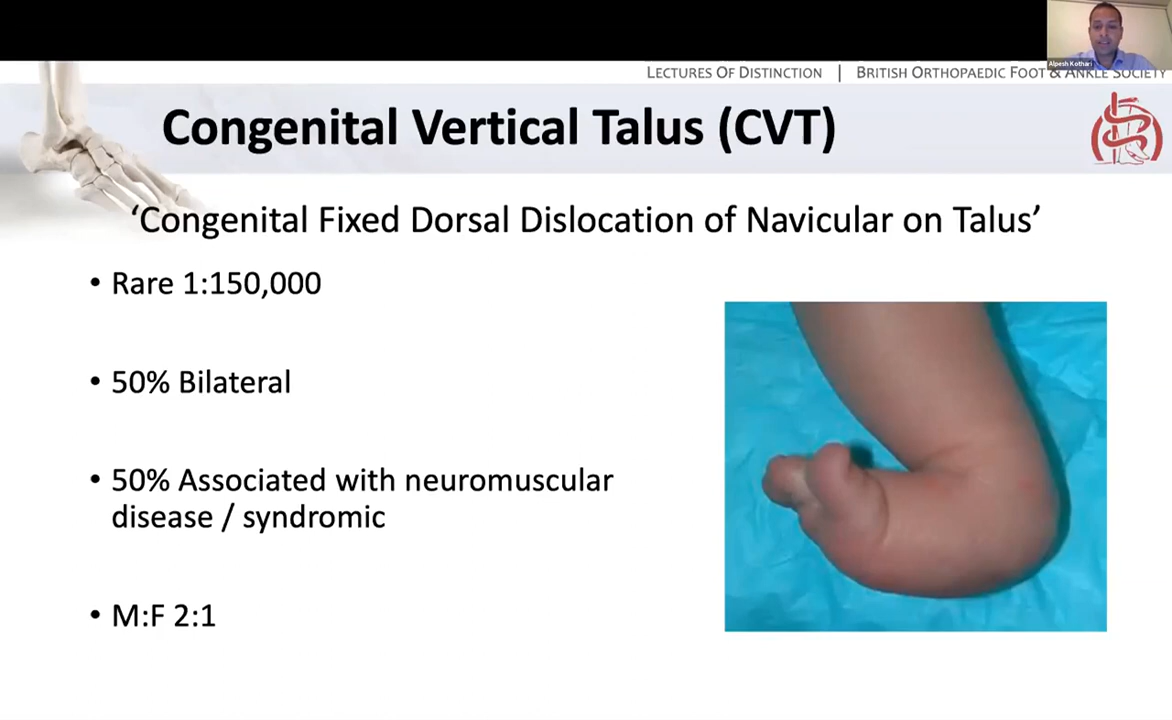 Alpesh Kothari
LECTURES OF DISTINCTION | BRITISH ORTHOPAEDIC FOOT & ANKLE SOCIETY
Congenital Vertical Talus (CVT)
‘Congenital Fixed Dorsal Dislocation of Navicular on Talus’
• Rare 1:150,000
• 50% Bilateral
• 50% Associated with neuromuscular
disease / syndromic
• M:F 2:1